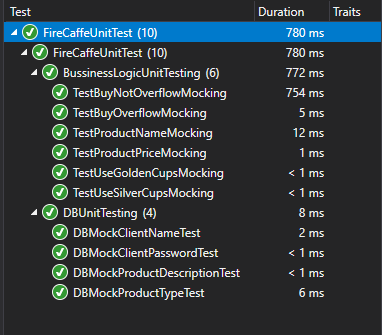 Test Duration Traits
FireCaffeUnitTest (10) 780 ms
FireCaffeUnitTest (10) 780 ms
BussinessLogicUnitTesting (6) 772 ms
TestBuyNotOverflowMocking 754 ms
TestBuyOverflowMocking 5 ms
TestProductNameMocking 12 ms
TestProductPriceMocking 1 ms
TestUseGoldenCupsMocking < 1 ms
TestUseSilverCupsMocking < 1 ms
DBUnitTesting (4) 8 ms
DBMockClientNameTest 2 ms
DBMockClientPasswordTest < 1 ms
DBMockProductDescriptionTest < 1 ms
DBMockProductTypeTest 6 ms